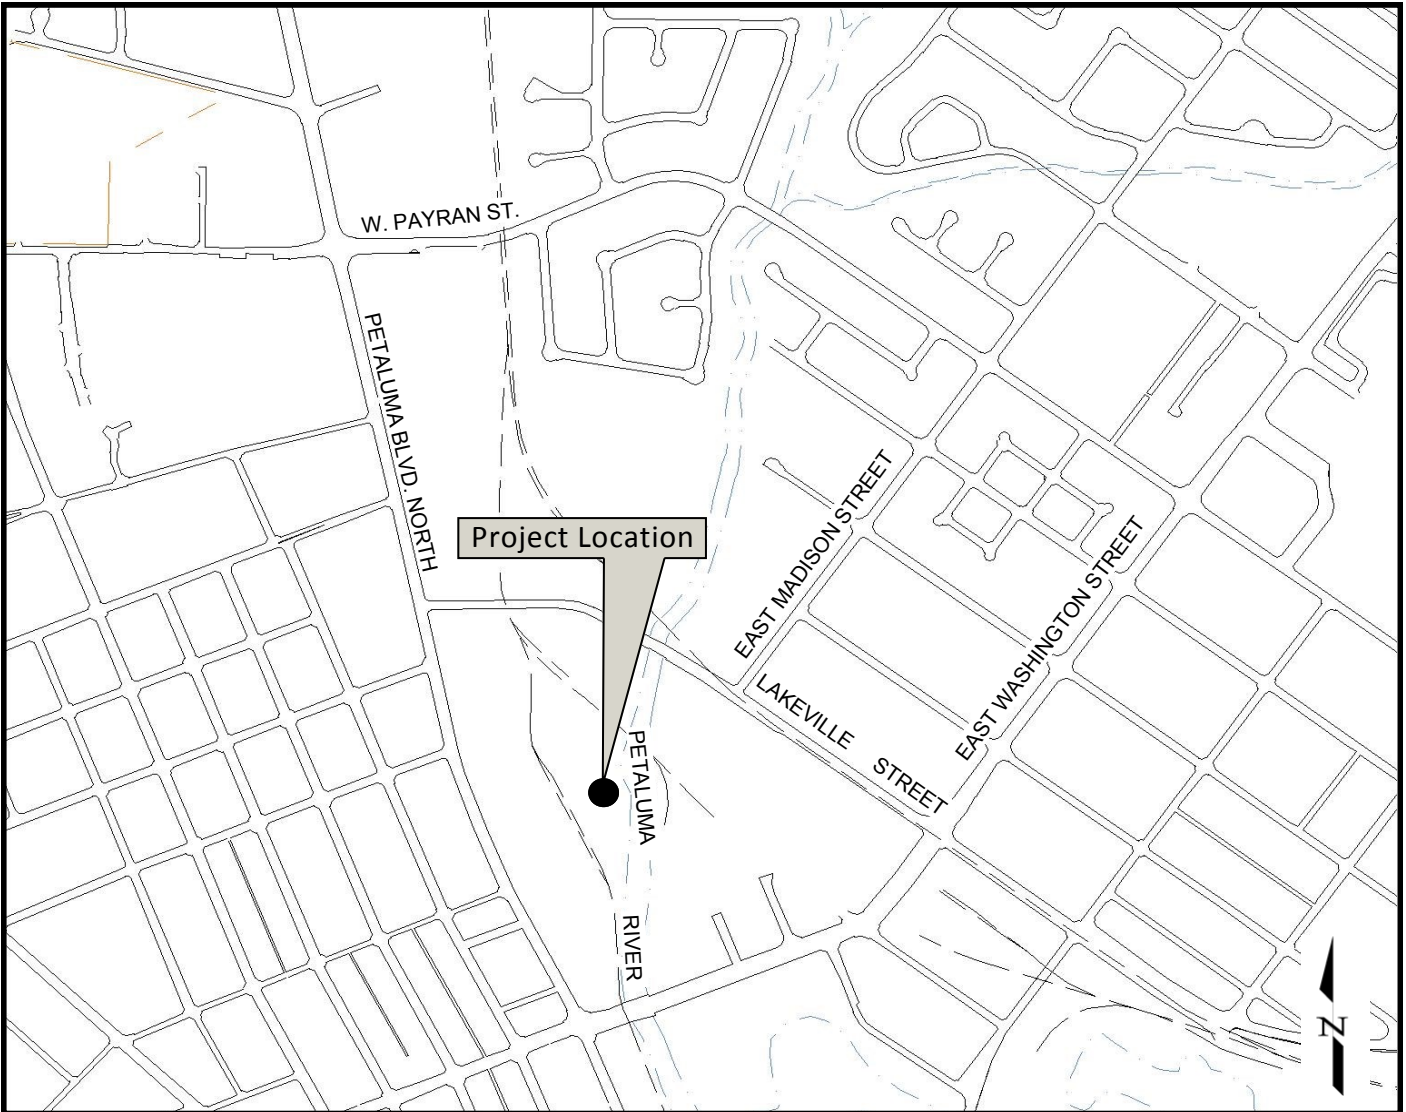 W. PAYRAN ST.
PETALUMA BLVD. NORTH
Project Location
EAST MADISON STREET
EAST WASHINGTON STREET
LAKEVILLE STREET
PETALUMA
RIVER
N